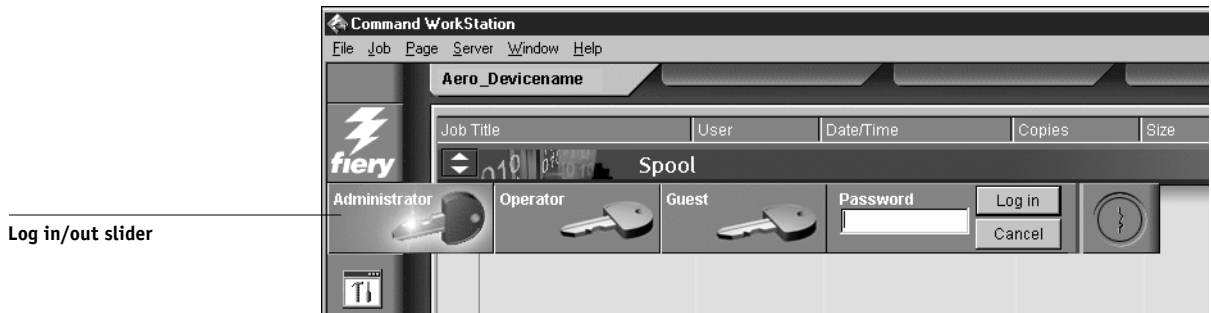 Command WorkStation
File Job Page Server Window Help
Aero_Devicename
Job Title User Date/Time Copies Size
fiery
Spool
Administrator Operator Guest Password Log in
Cancel
Log in/out slider